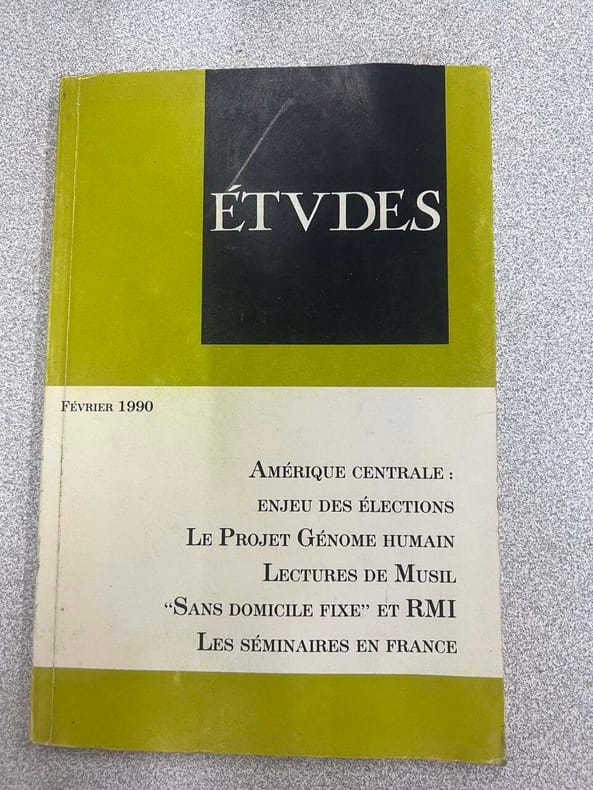 ÉTVDES
Février 1990
Amérique centrale :
enjeu des élections
Le Projet Génome humain
Lectures de Musil
“Sans domicile fixe” et RMI
Les séminaires en france